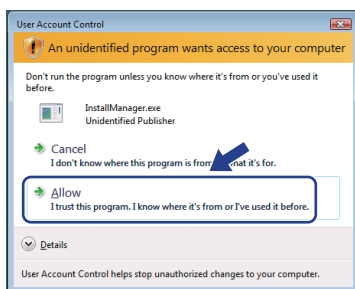 User Account Control
An unidentified program wants access to your computer
Don't run the program unless you know where it's from or you've used it
before.
InstallManager.exe
Unidentified Publisher
Cancel
I don't know where this program is from at it's for.
Allow
I trust this program. I know where it's from or I've used it before.
Details
User Account Control helps stop unauthorized changes to your computer.